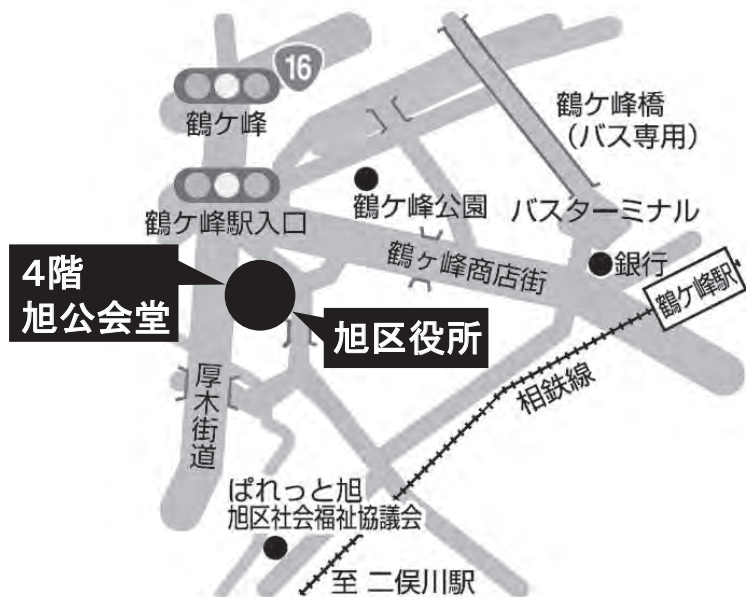 16
鶴ケ峰
鶴ケ峰橋
（バス専用）
鶴ケ峰駅入口
鶴ケ峰公園
バスターミナル
鶴ヶ峰商店街
銀行
鶴ケ峰駅
4階
旭公会堂
旭区役所
厚木街道
相鉄線
ぱれっと旭
旭区社会福祉協議会
至 二俣川駅